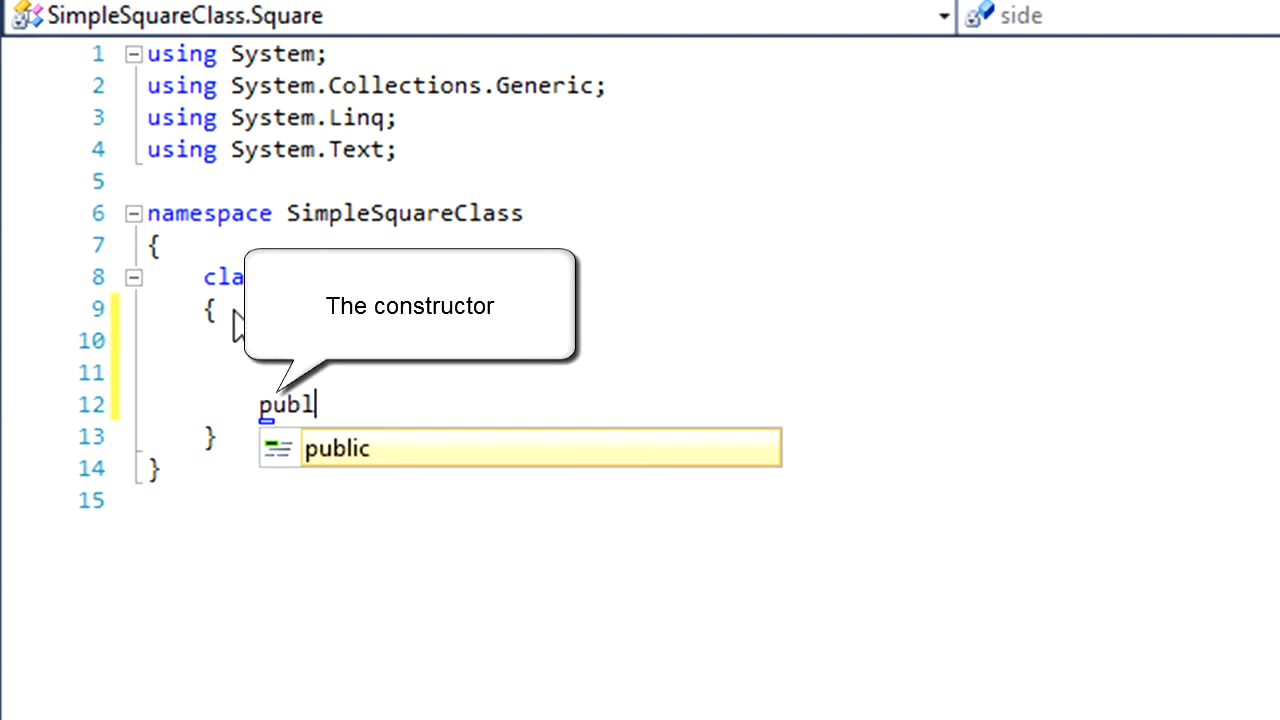 SimpleSquareClass.Square side
1 using System;
2 using System.Collections.Generic;
3 using System.Linq;
4 using System.Text;
5
6 namespace SimpleSquareClass
7 {
8 cla
9 {
The constructor
10
11
12 publ
13 }
public
14 }
15